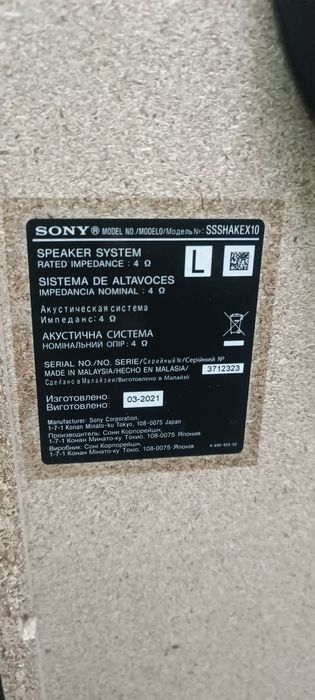 SONY® MODEL NO./MODELO/Модель №: SSSHAKEX10
SPEAKER SYSTEM
RATED IMPEDANCE : 4 Ω
L
SISTEMA DE ALTAVOCES
IMPEDANCIA NOMINAL : 4 Ω
Акустическая система
Импеданс: 4 Ω
АКУСТИЧНА СИСТЕМА
НОМІНАЛЬНИЙ ОПІР: 4 Ω
SERIAL NO./NO. SERIE/Серийный №/Серійний №
MADE IN MALAYSIA/HECHO EN MALASIA/
Сделано в Малайзии/Виготовлено в Малайзії
3712323
Изготовлено:
Виготовлено:
03-2021
Manufacturer: Sony Corporation,
1-7-1 Konan Minato-ku Tokyo, 108-0075 Japan
Производитель: Сони Корпорейшн,
1-7-1 Конан Минато-ку Токио, 108-0075 Япония
Виробник: Соні Корпорейшн,
1-7-1 Конан Мінато-ку Токіо, 108-0075 Японія